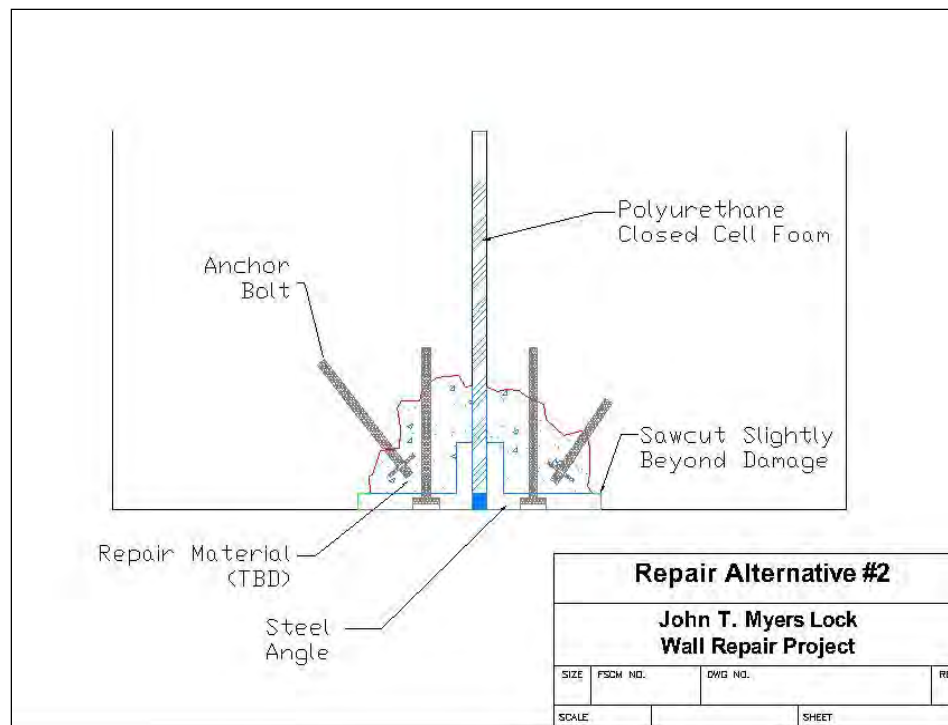 Polyurethane
Closed Cell Foam
Anchor
Bolt
Sawcut Slightly
Beyond Damage
Repair Material
(TBD)
Steel
Angle
Repair Alternative #2
John T. Myers Lock
Wall Repair Project
SIZE FSCM NO. DWG NO.
SCALE SHEET